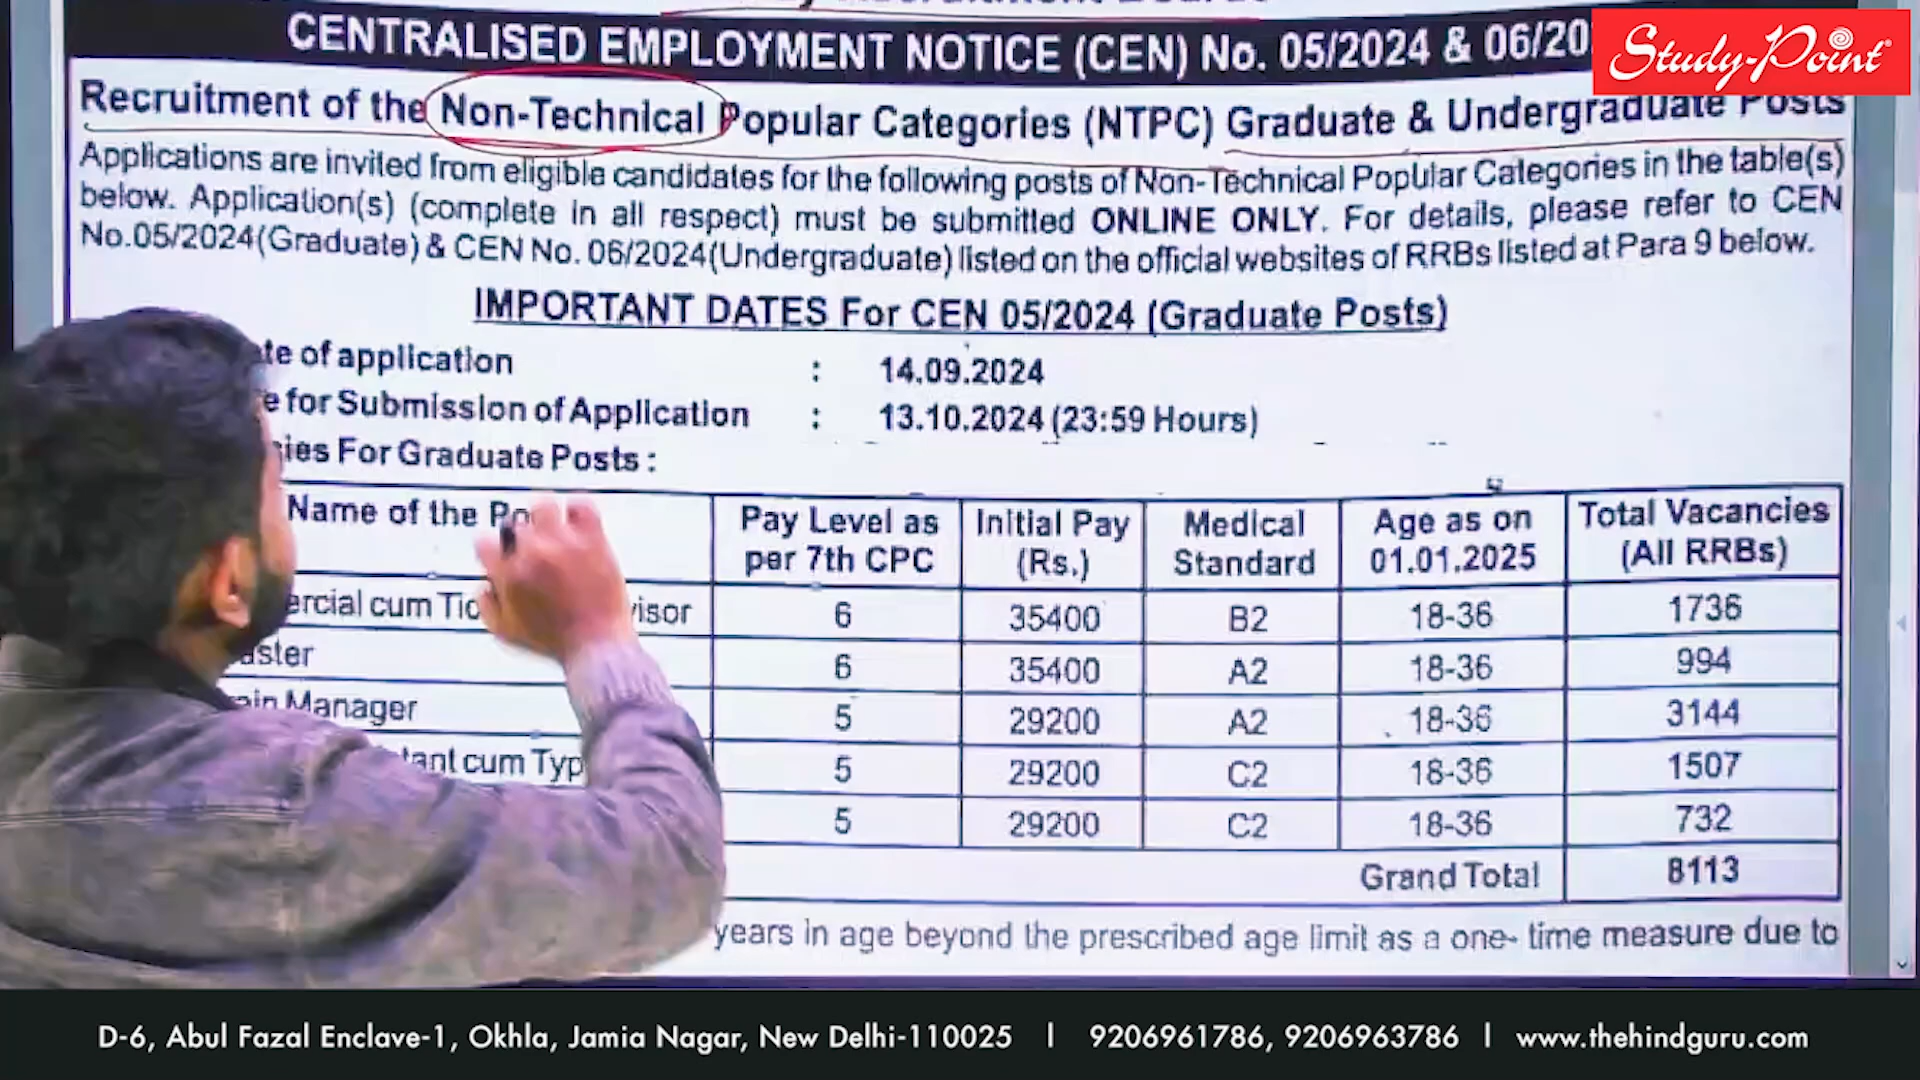 CENTRALISED EMPLOYMENT NOTICE (CEN) No. 05/2024 & 06/20
Study-Point
Recruitment of the Non-Technical Popular Categories (NTPC) Graduate & Undergraduate Posts
Applications are invited from eligible candidates for the following posts of Non-Technical Popular Categories in the table(s)
below. Application(s) (complete in all respect) must be submitted ONLINE ONLY. For details, please refer to CEN
No.05/2024(Graduate) & CEN No. 06/2024(Undergraduate) listed on the official websites of RRBs listed at Para 9 below.
IMPORTANT DATES For CEN 05/2024 (Graduate Posts)
of application : 14.09.2024
for Submission of Application : 13.10.2024 (23:59 Hours)
For Graduate Posts :
Name of the Pay Level as per 7th CPC Initial Pay (Rs.) Medical Standard Age as on 01.01.2025 Total Vacancies (All RRBs)
cum 6 35400 B2 18-36 1736
6 35400 A2 18-36 994
Manager 5 29200 A2 18-36 3144
cum 5 29200 C2 18-36 1507
5 29200 C2 18-36 732
Grand Total 8113
years in age beyond the prescribed age limit as a one- time measure due to
D-6, Abul Fazal Enclave-1, Okhla, Jamia Nagar, New Delhi-110025 | 9206961786, 9206963786 | www.thehindguru.com